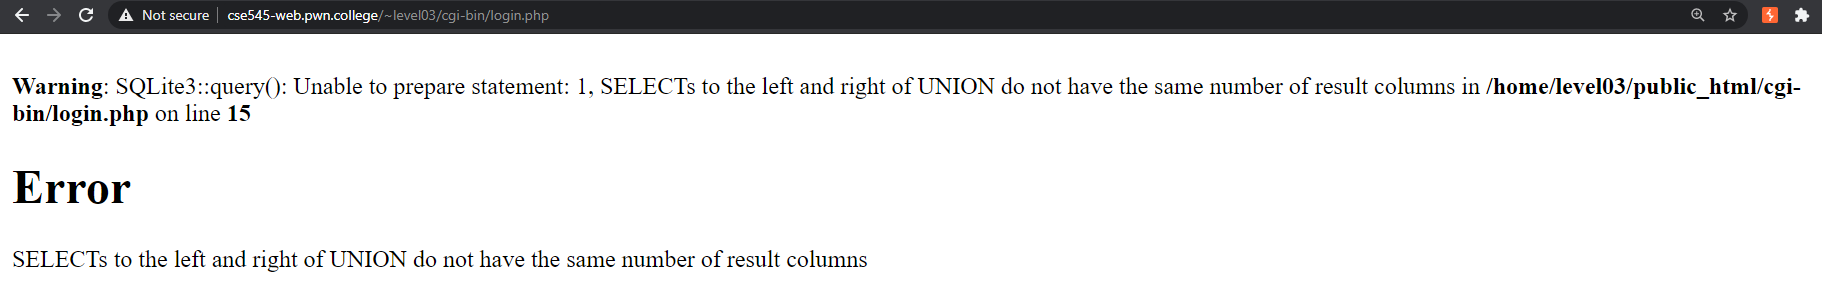 Not secure
cse545-web.pwn.college/~level03/cgi-bin/login.php
Warning: SQLite3::query(): Unable to prepare statement: 1, SELECTs to the left and right of UNION do not have the same number of result columns in /home/level03/public_html/cgi-
bin/login.php on line 15
Error
SELECTs to the left and right of UNION do not have the same number of result columns